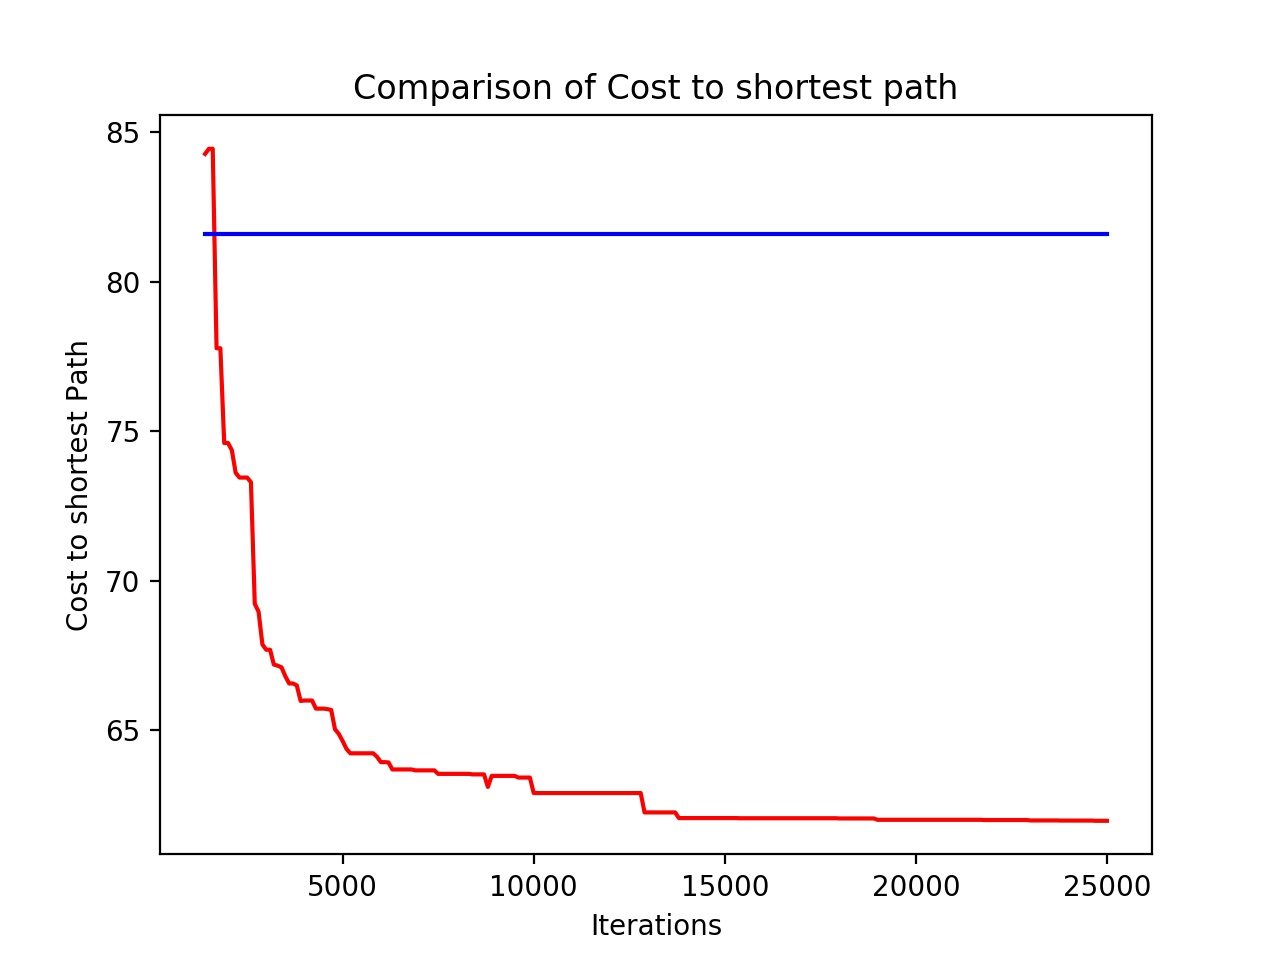 Comparison of Cost to shortest path
85
80
75
70
65
Cost to shortest Path
5000 10000 15000 20000 25000
Iterations